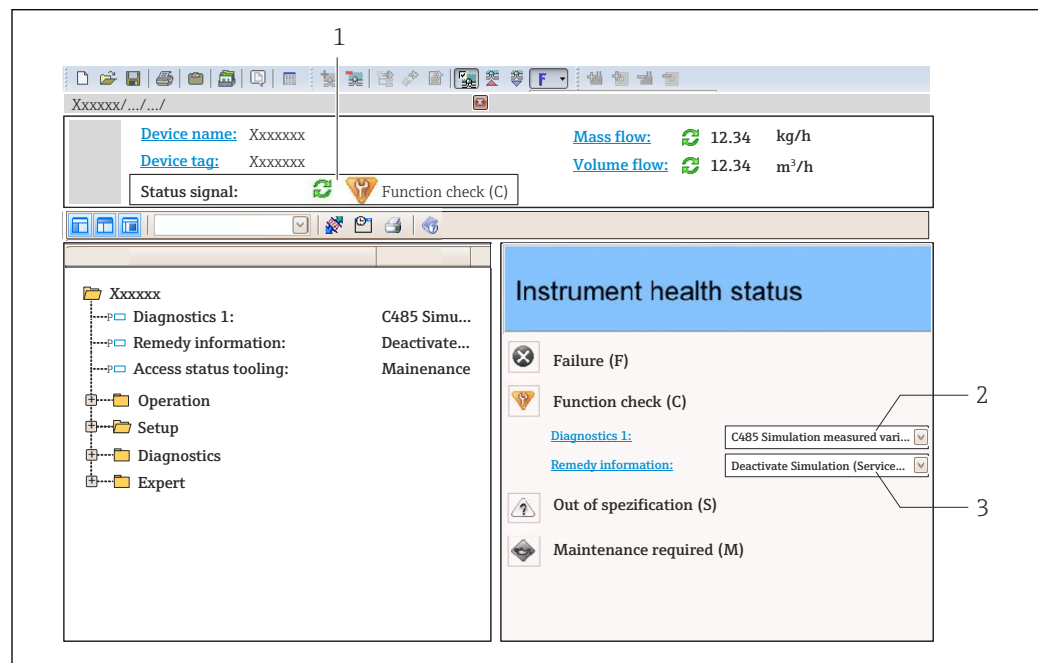 1
F
Xxxxxx/.../.../
Device name: Xxxxxxx
Mass flow: 12.34 kg/h
Device tag: Xxxxxxx
Volume flow: 12.34 m³/h
Status signal: Function check (C)
Xxxxxx
P Diagnostics 1: C485 Simu...
P Remedy information: Deactivate...
P Access status tooling: Mainenance
Operation
Setup
Diagnostics
Expert
Instrument health status
Failure (F)
Function check (C)
2
Diagnostics 1: C485 Simulation measured vari...
Remedy information: Deactivate Simulation (Service...
3
Out of spezification (S)
Maintenance required (M)